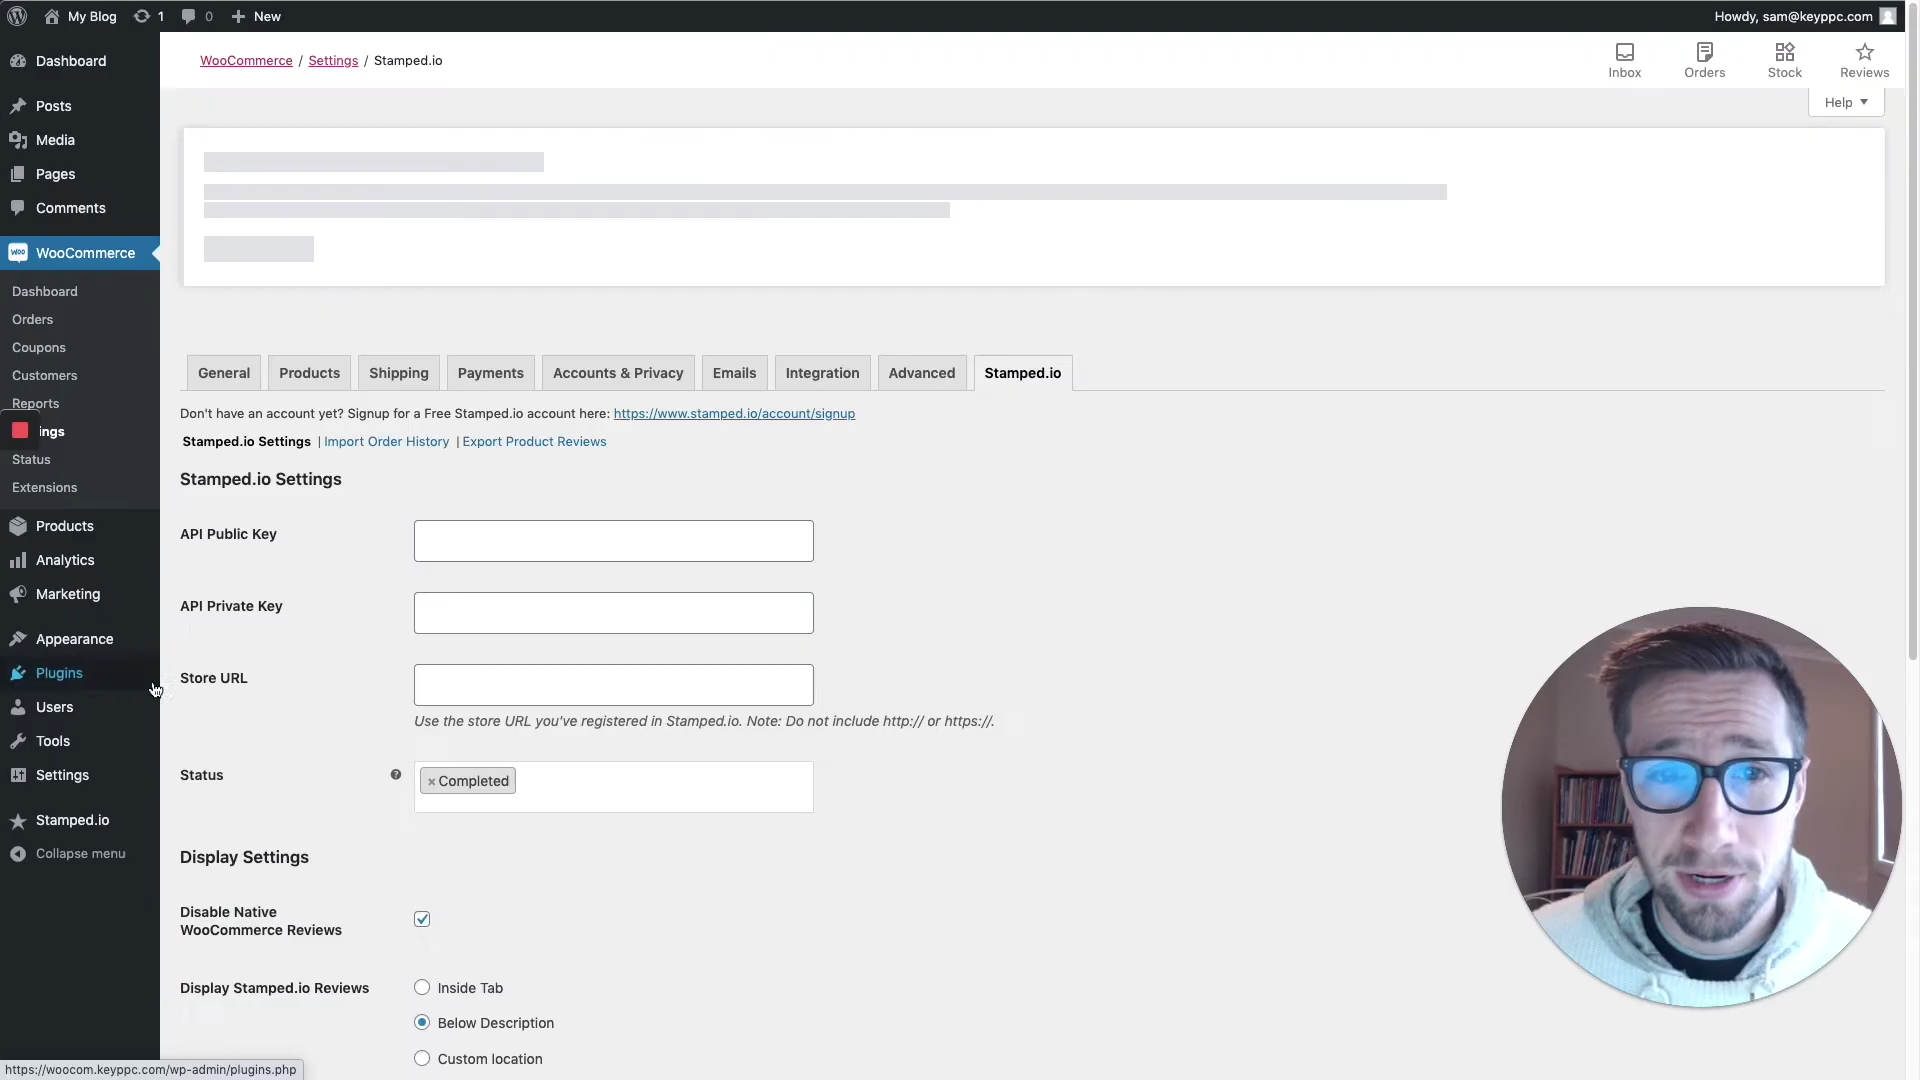 My Blog 1 0 New Howdy, sam@keyppc.com
Dashboard
Posts
Media
Pages
Comments
WooCommerce
Dashboard
Orders
Coupons
Customers
Reports
ings
Status
Extensions
Products
Analytics
Marketing
Appearance
Plugins
Users
Tools
Settings
Stamped.io
Collapse menu
WooCommerce / Settings / Stamped.io
Inbox Orders Stock Reviews
Help
General Products Shipping Payments Accounts & Privacy Emails Integration Advanced Stamped.io
Don't have an account yet? Signup for a Free Stamped.io account here: https://www.stamped.io/account/signup
Stamped.io Settings | Import Order History | Export Product Reviews
Stamped.io Settings
API Public Key
API Private Key
Store URL
Use the store URL you've registered in Stamped.io. Note: Do not include http:// or https://.
Status ? × Completed
Display Settings
Disable Native
WooCommerce Reviews
Display Stamped.io Reviews Inside Tab
Below Description
Custom location
https://woocom.keyppc.com/wp-admin/plugins.php